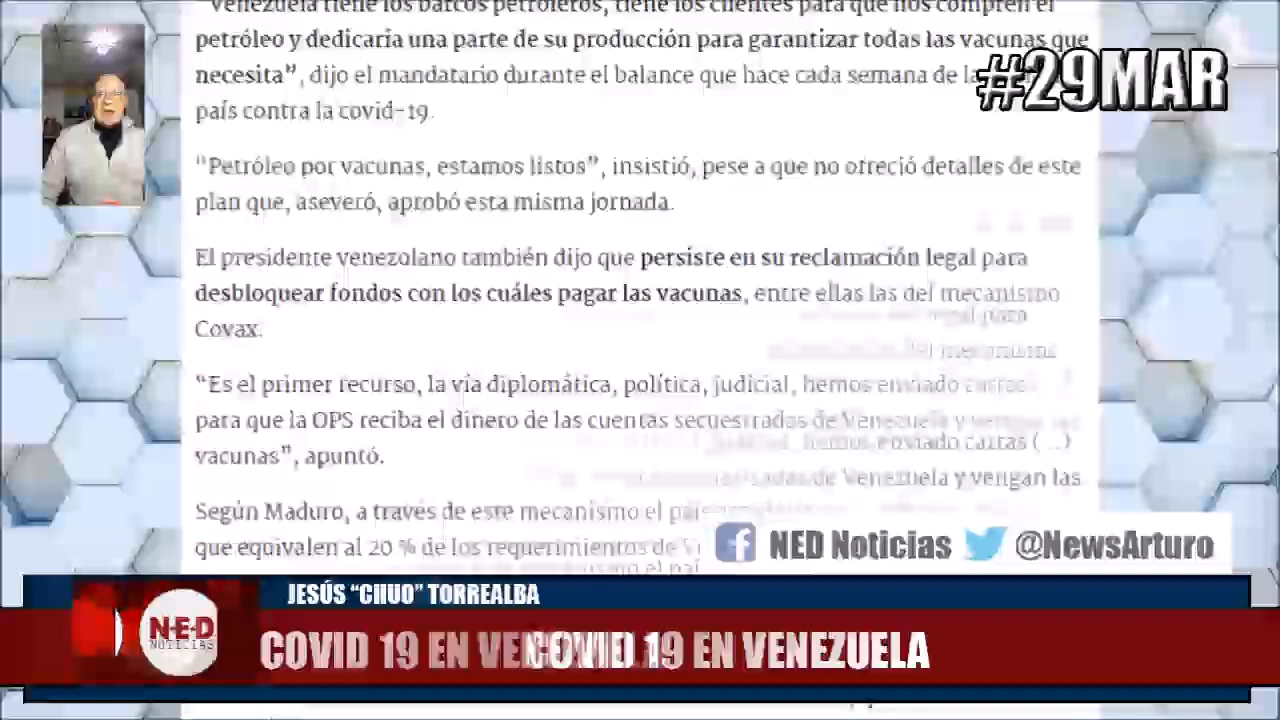 "Venezuela tiene los barcos petroleros, tiene los clientes para que nos compren el
petróleo y dedicaría una parte de su producción para garantizar todas las vacunas que
necesita", dijo el mandatario durante el balance que hace cada semana de la
país contra la covid-19.
#29MAR
"Petróleo por vacunas, estamos listos", insistió, pese a que no ofreció detalles de este
plan que, aseveró, aprobó esta misma jornada.
El presidente venezolano también dijo que persiste en su reclamación legal para
desbloquear fondos con los cuáles pagar las vacunas, entre ellas las del mecanismo
Covax.
"Es el primer recurso, la vía diplomática, política, judicial, hemos enviado cartas (...)
para que la OPS reciba el dinero de las cuentas secuestradas de Venezuela y vengan las
vacunas", apuntó.
Según Maduro, a través de este mecanismo el país
que equivalen al 20 % de los requerimientos de
NED Noticias @NewsArturo
JESÚS "CHUO" TORREALBA
N-E-D
NOTICIAS
COVID 19 EN VENEZUELA